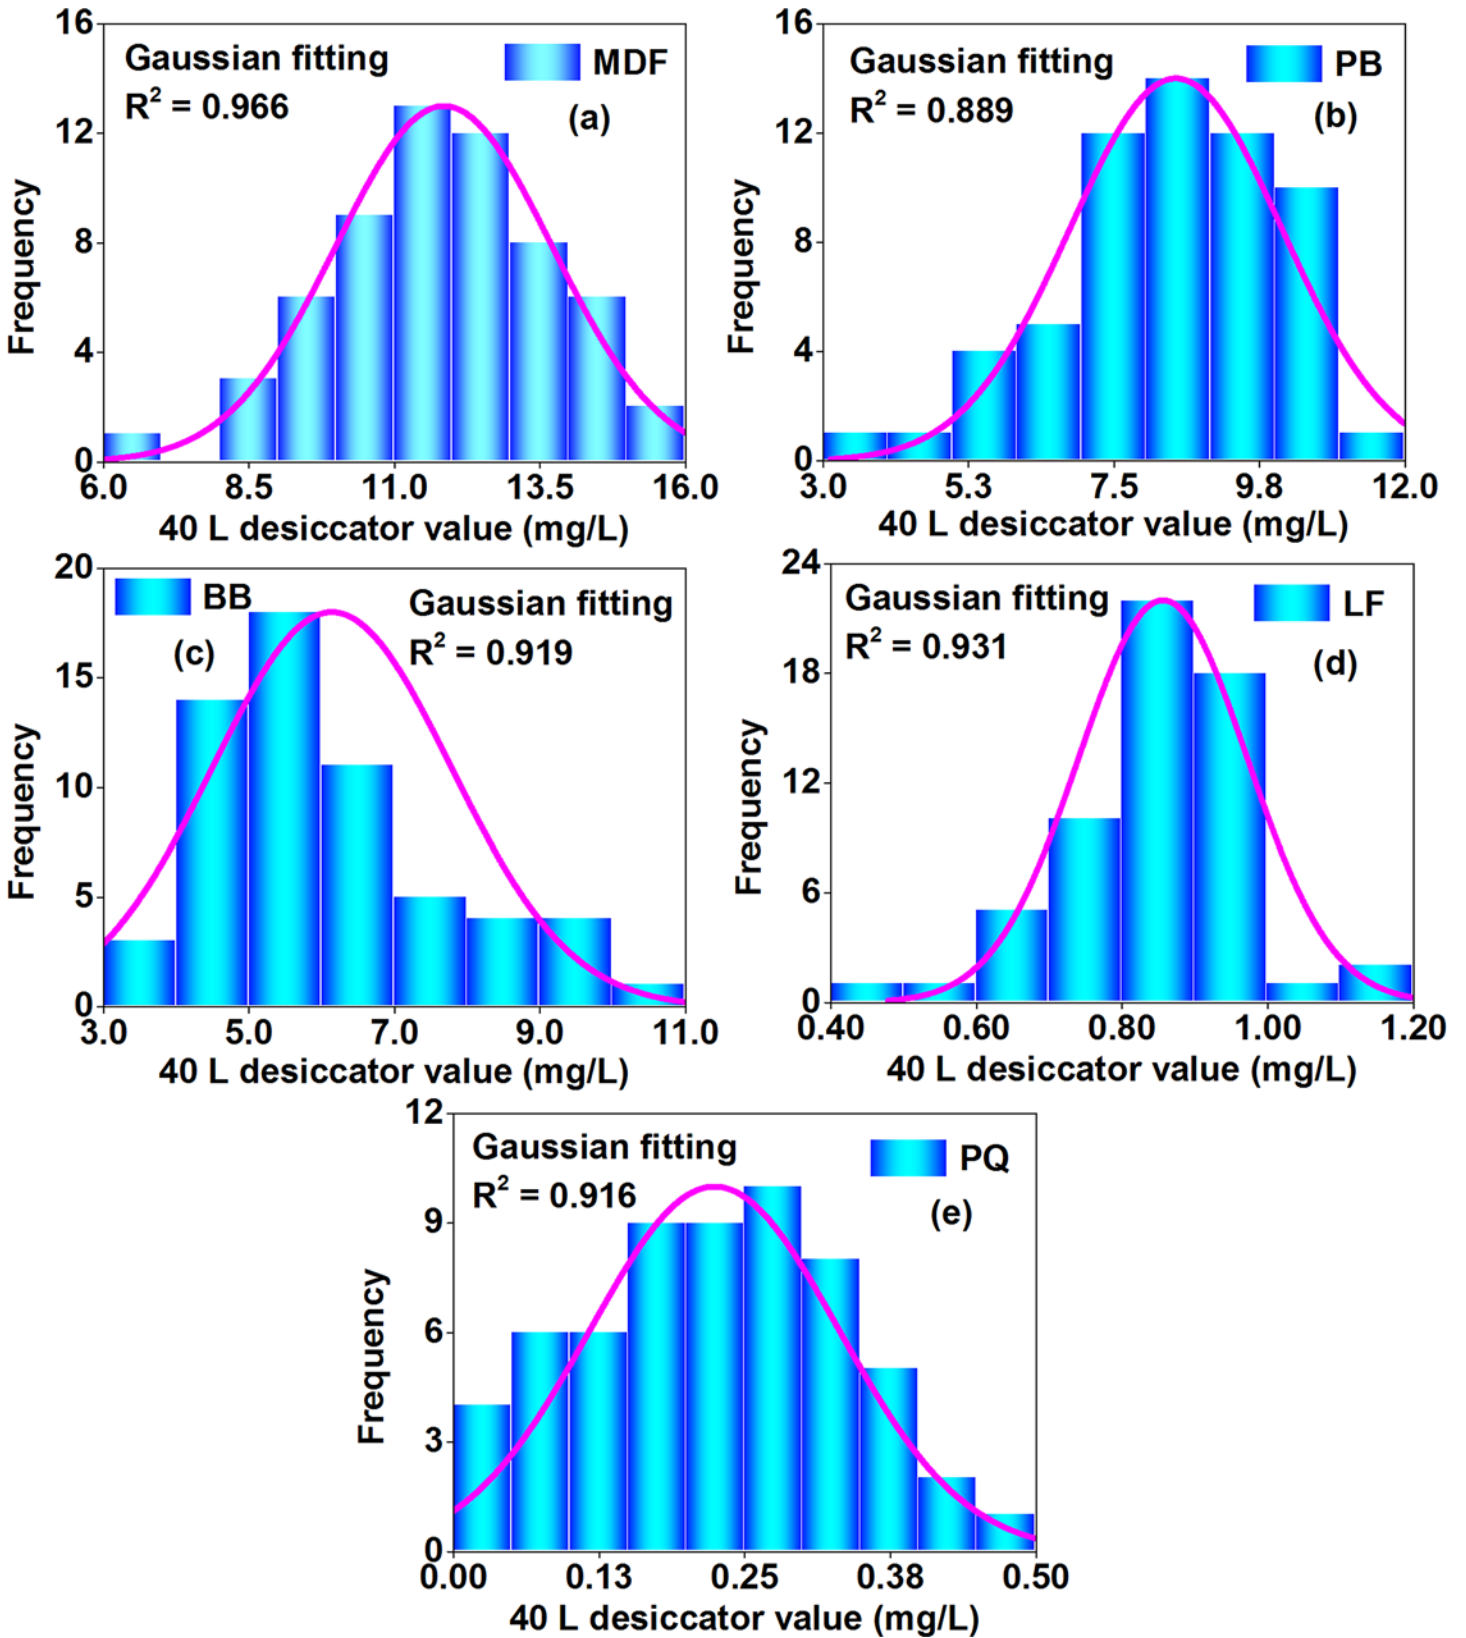 16
12
8
4
0
Frequency
Gaussian fitting
R² = 0.966
MDF
(a)
6.0 8.5 11.0 13.5 16.0
40 L desiccator value (mg/L)
16
12
8
4
0
Frequency
Gaussian fitting
R² = 0.889
PB
(b)
3.0 5.3 7.5 9.8 12.0
40 L desiccator value (mg/L)
20
15
10
5
0
Frequency
BB
(c)
Gaussian fitting
R² = 0.919
3.0 5.0 7.0 9.0 11.0
40 L desiccator value (mg/L)
24
18
12
6
0
Frequency
Gaussian fitting
R² = 0.931
LF
(d)
0.40 0.60 0.80 1.00 1.20
40 L desiccator value (mg/L)
12
9
6
3
0
Frequency
Gaussian fitting
R² = 0.916
PQ
(e)
0.00 0.13 0.25 0.38 0.50
40 L desiccator value (mg/L)